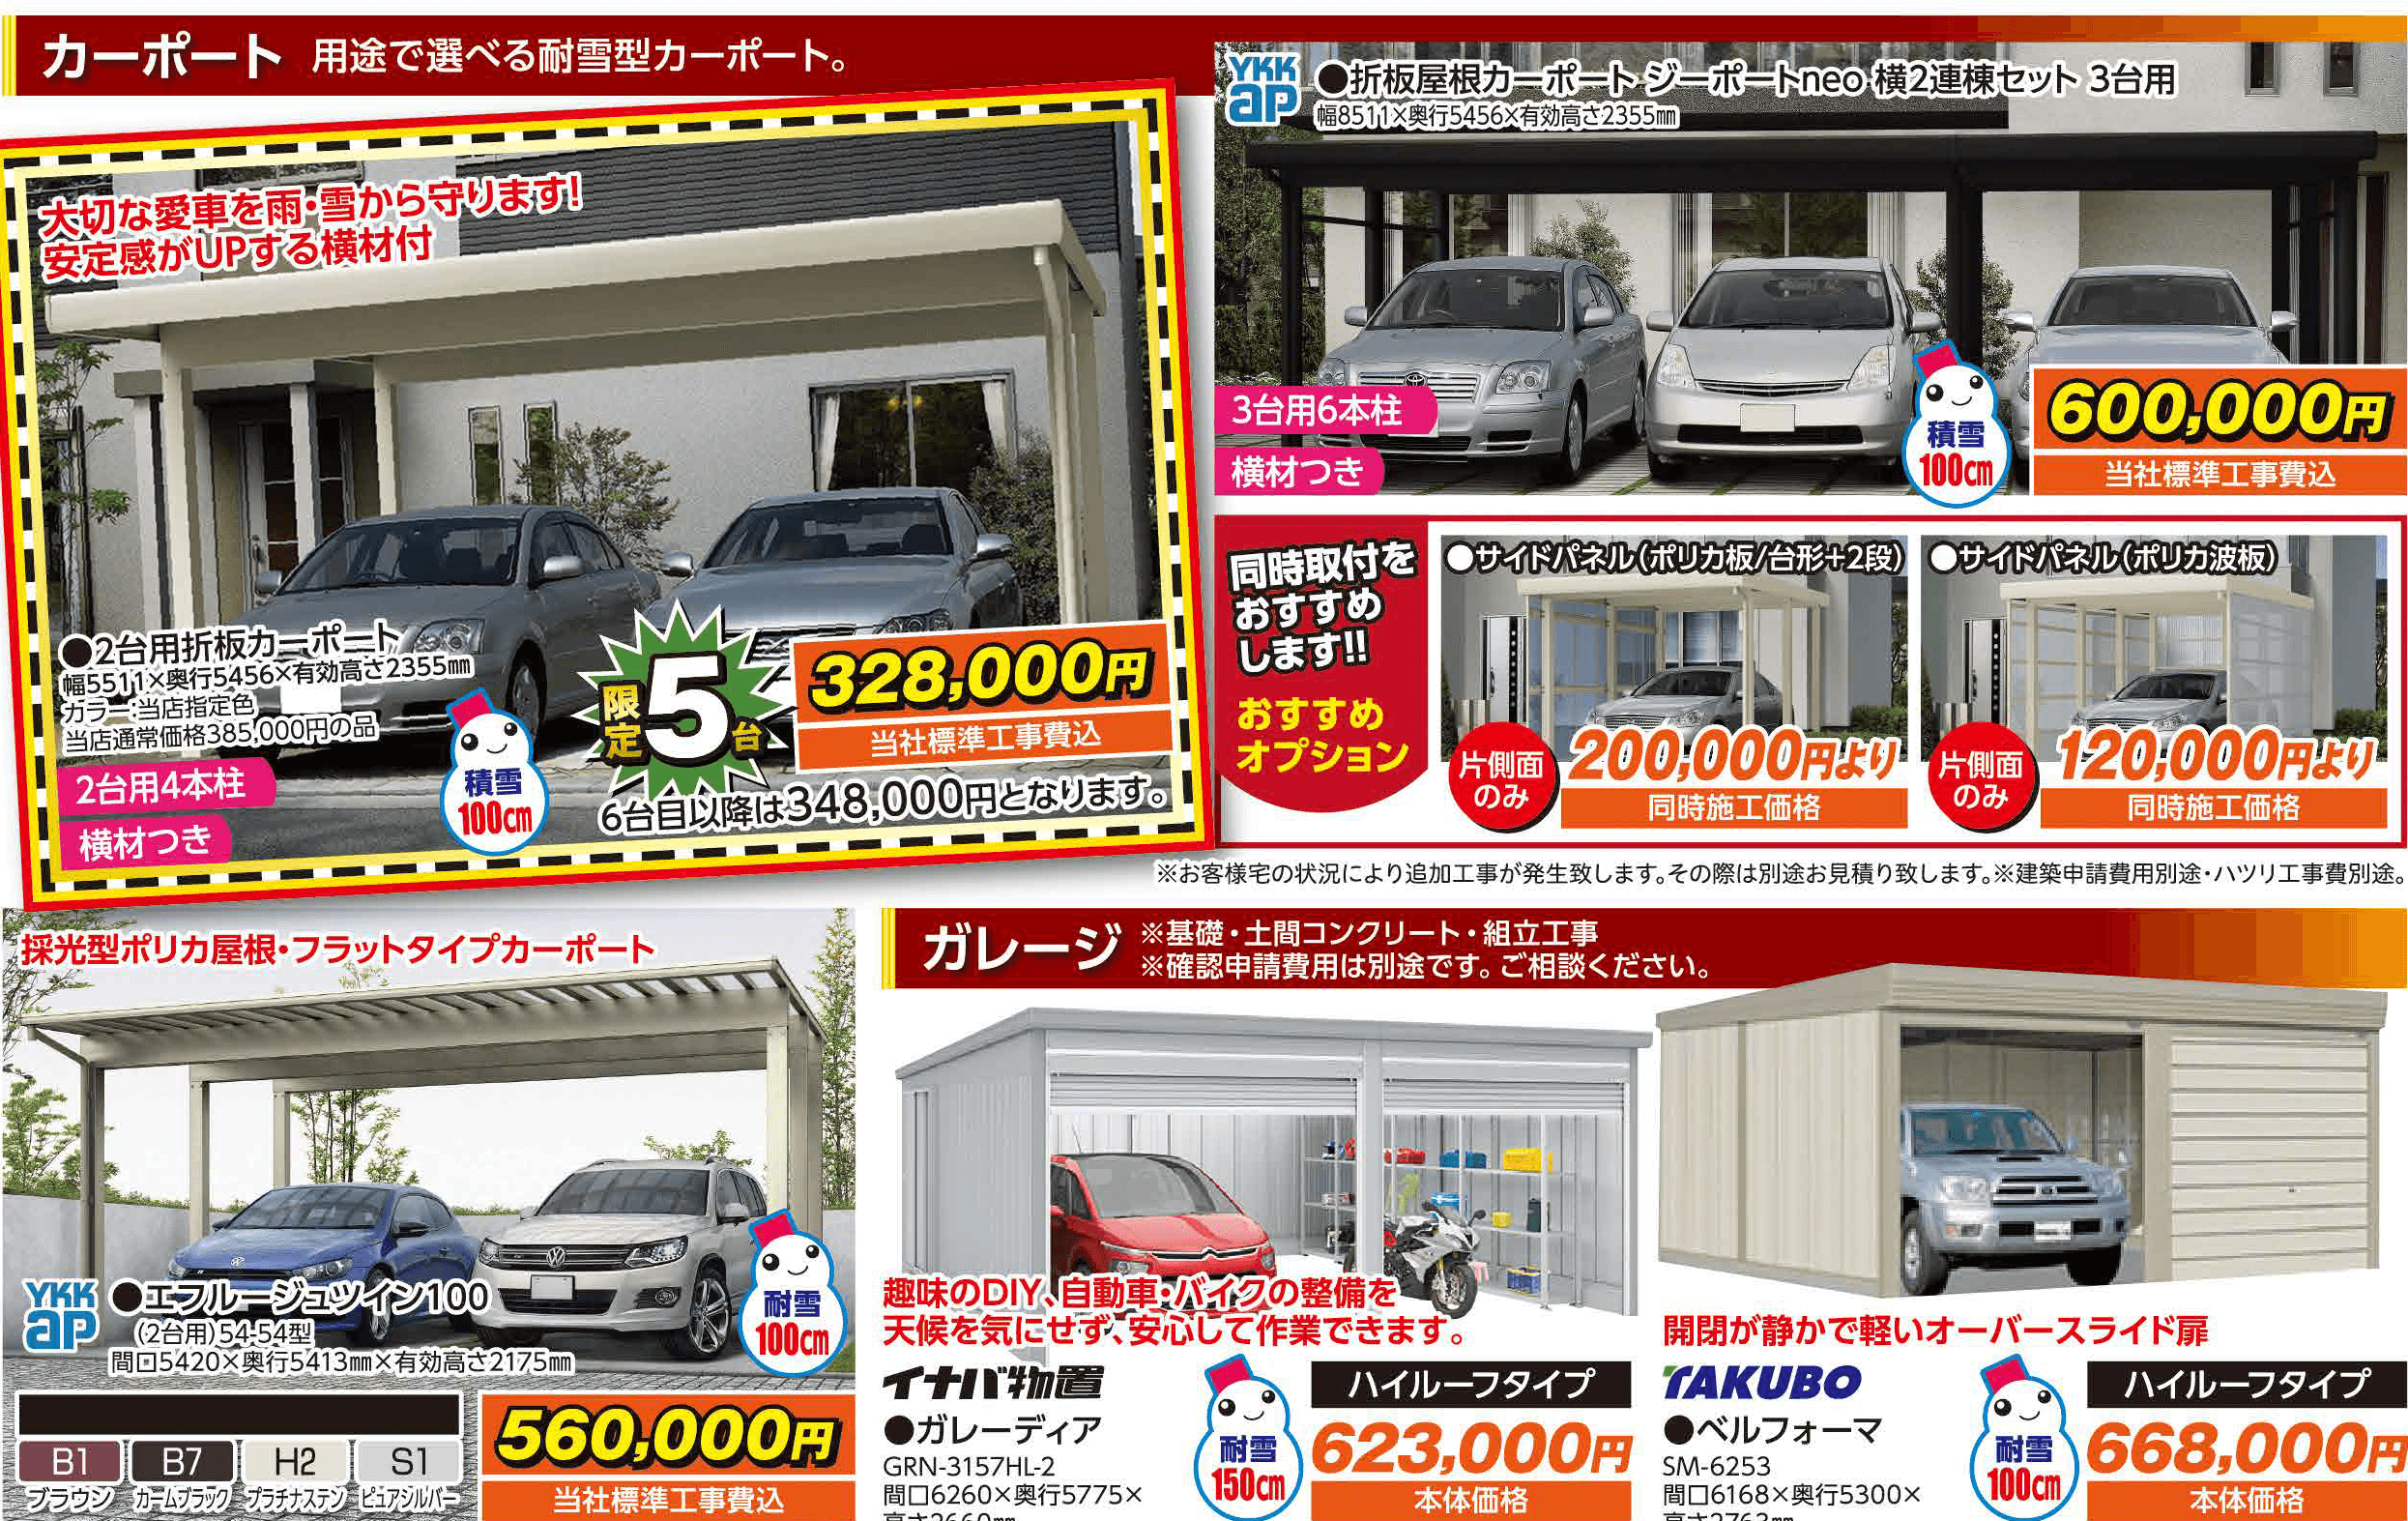 カーポート 用途で選べる耐雪型カーポート。
大切な愛車を雨・雪から守ります!
安定感がUPする横材付
●2台用折板カーポート
幅5511×奥行5456×有効高さ2355㎜
カラー:当店指定色
当店通常価格385,000円の品
2台用4本柱
横材つき
積雪
100cm
限定5台
328,000円
当社標準工事費込
6台目以降は348,000円となります。
YKK
ap
●折板屋根カーポート ジーポートneo 横2連棟セット 3台用
幅8511×奥行5456×有効高さ2355㎜
3台用6本柱
横材つき
積雪
100cm
600,000円
当社標準工事費込
同時取付を
おすすめ
します!!
おすすめ
オプション
●サイドパネル(ポリカ板/台形+2段)
片側面
のみ
200,000円より
同時施工価格
●サイドパネル(ポリカ波板)
片側面
のみ
120,000円より
同時施工価格
※お客様宅の状況により追加工事が発生致します。その際は別途お見積り致します。※建築申請費用別途・ハツリ工事費別途。
採光型ポリカ屋根・フラットタイプカーポート
YKK
ap
●エフルージュツイン100
(2台用)54-54型
間口5420×奥行5413㎜×有効高さ2175㎜
耐雪
100cm
B1 B7 H2 S1
ブラウン カームブラック プラチナステン ピュアシルバー
560,000円
当社標準工事費込
ガレージ
※基礎・土間コンクリート・組立工事
※確認申請費用は別途です。ご相談ください。
趣味のDIY、自動車・バイクの整備を
天候を気にせず、安心して作業できます。
イナバ物置
●ガレーディア
GRN-3157HL-2
間口6260×奥行5775×
高さ2660㎜
耐雪
150cm
ハイルーフタイプ
623,000円
本体価格
開閉が静かで軽いオーバースライド扉
TAKUBO
●ベルフォーマ
SM-6253
間口6168×奥行5300×
高さ2763㎜
耐雪
100cm
ハイルーフタイプ
668,000円
本体価格